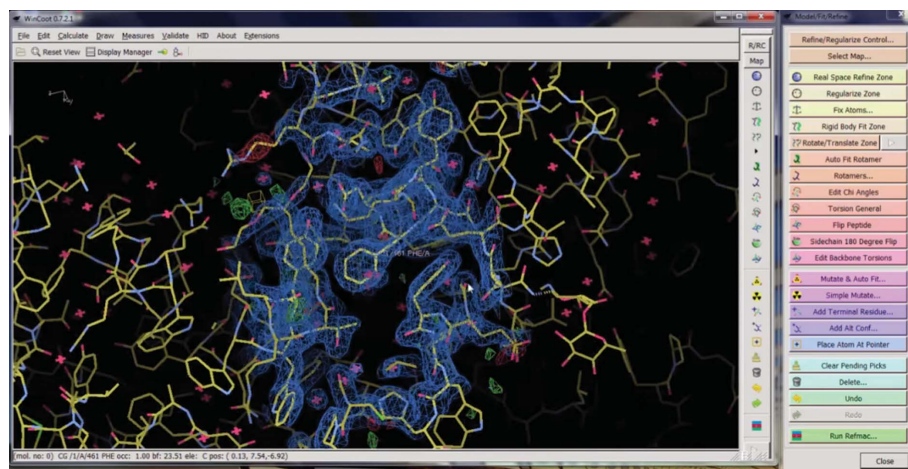 WinCoot 0.7.2.1
File Edit Calculate Draw Measures Validate HID About Extensions
Reset View Display Manager
R/RC
Map
461 PHE/A
(mol. no: 0) CG /1/A/461 PHE occ: 1.00 bf: 23.51 ele: C pos: ( 0.13, 7.54,-6.92)
Model/Fit/Refine
Refine/Regularize Control...
Select Map...
Real Space Refine Zone
Regularize Zone
Fix Atoms...
Rigid Body Fit Zone
Rotate/Translate Zone
Auto Fit Rotamer
Rotamers...
Edit Chi Angles
Torsion General
Flip Peptide
Sidechain 180 Degree Flip
Edit Backbone Torsions
Mutate & Auto Fit...
Simple Mutate...
Add Terminal Residue...
Add Alt Conf...
Place Atom At Pointer
Clear Pending Picks
Delete...
Undo
Redo
Run Refmac...
Close